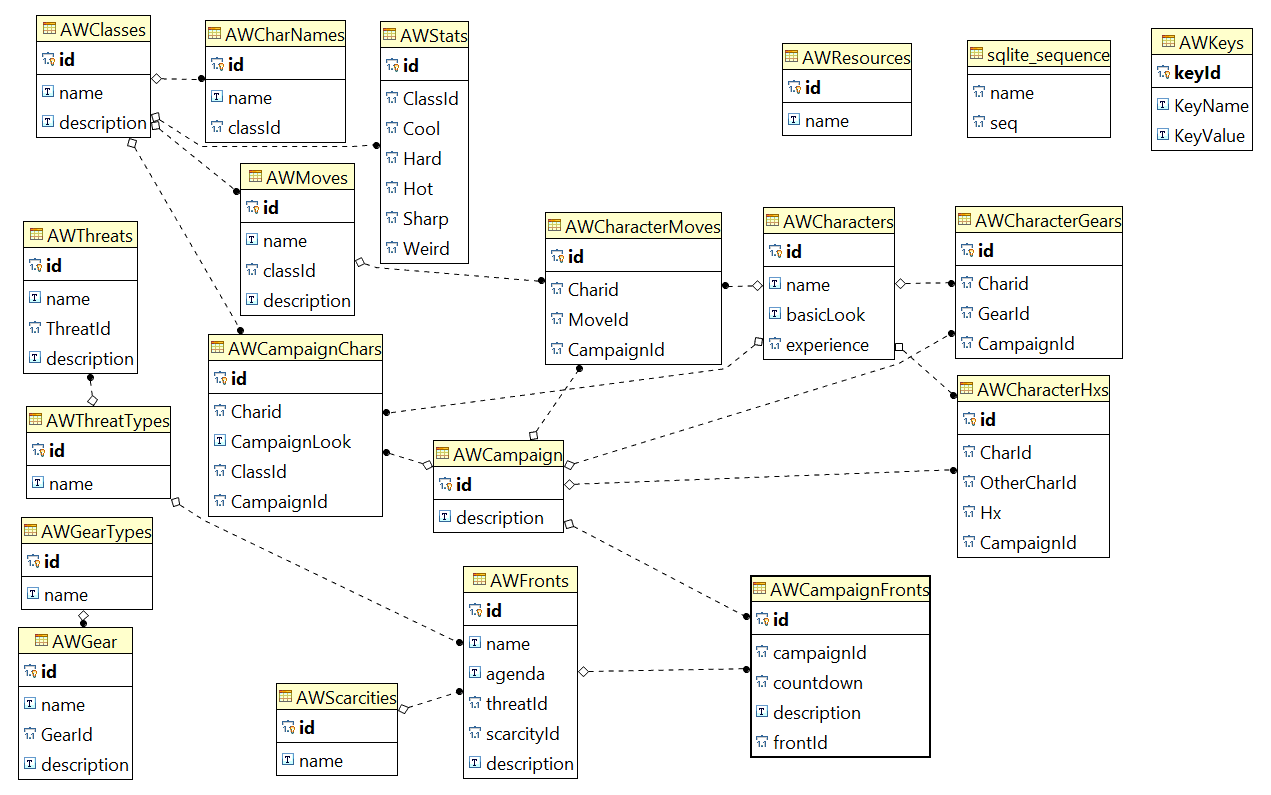 AWClasses
id
name
description
AWCharNames
id
name
classId
AWStats
id
ClassId
Cool
Hard
Hot
Sharp
Weird
AWResources
id
name
sqlite_sequence
name
seq
AWKeys
keyId
KeyName
KeyValue
AWMoves
id
name
classId
description
AWThreats
id
name
ThreatId
description
AWCharacterMoves
id
Charid
MoveId
CampaignId
AWCharacters
id
name
basicLook
experience
AWCharacterGears
id
Charid
GearId
CampaignId
AWCampaignChars
id
Charid
CampaignLook
ClassId
CampaignId
AWCharacterHxs
id
CharId
OtherCharId
Hx
CampaignId
AWThreatTypes
id
name
AWCampaign
id
description
AWGearTypes
id
name
AWFronts
id
name
agenda
threatId
scarcityId
description
AWCampaignFronts
id
campaignId
countdown
description
frontId
AWGear
id
name
GearId
description
AWScarcities
id
name